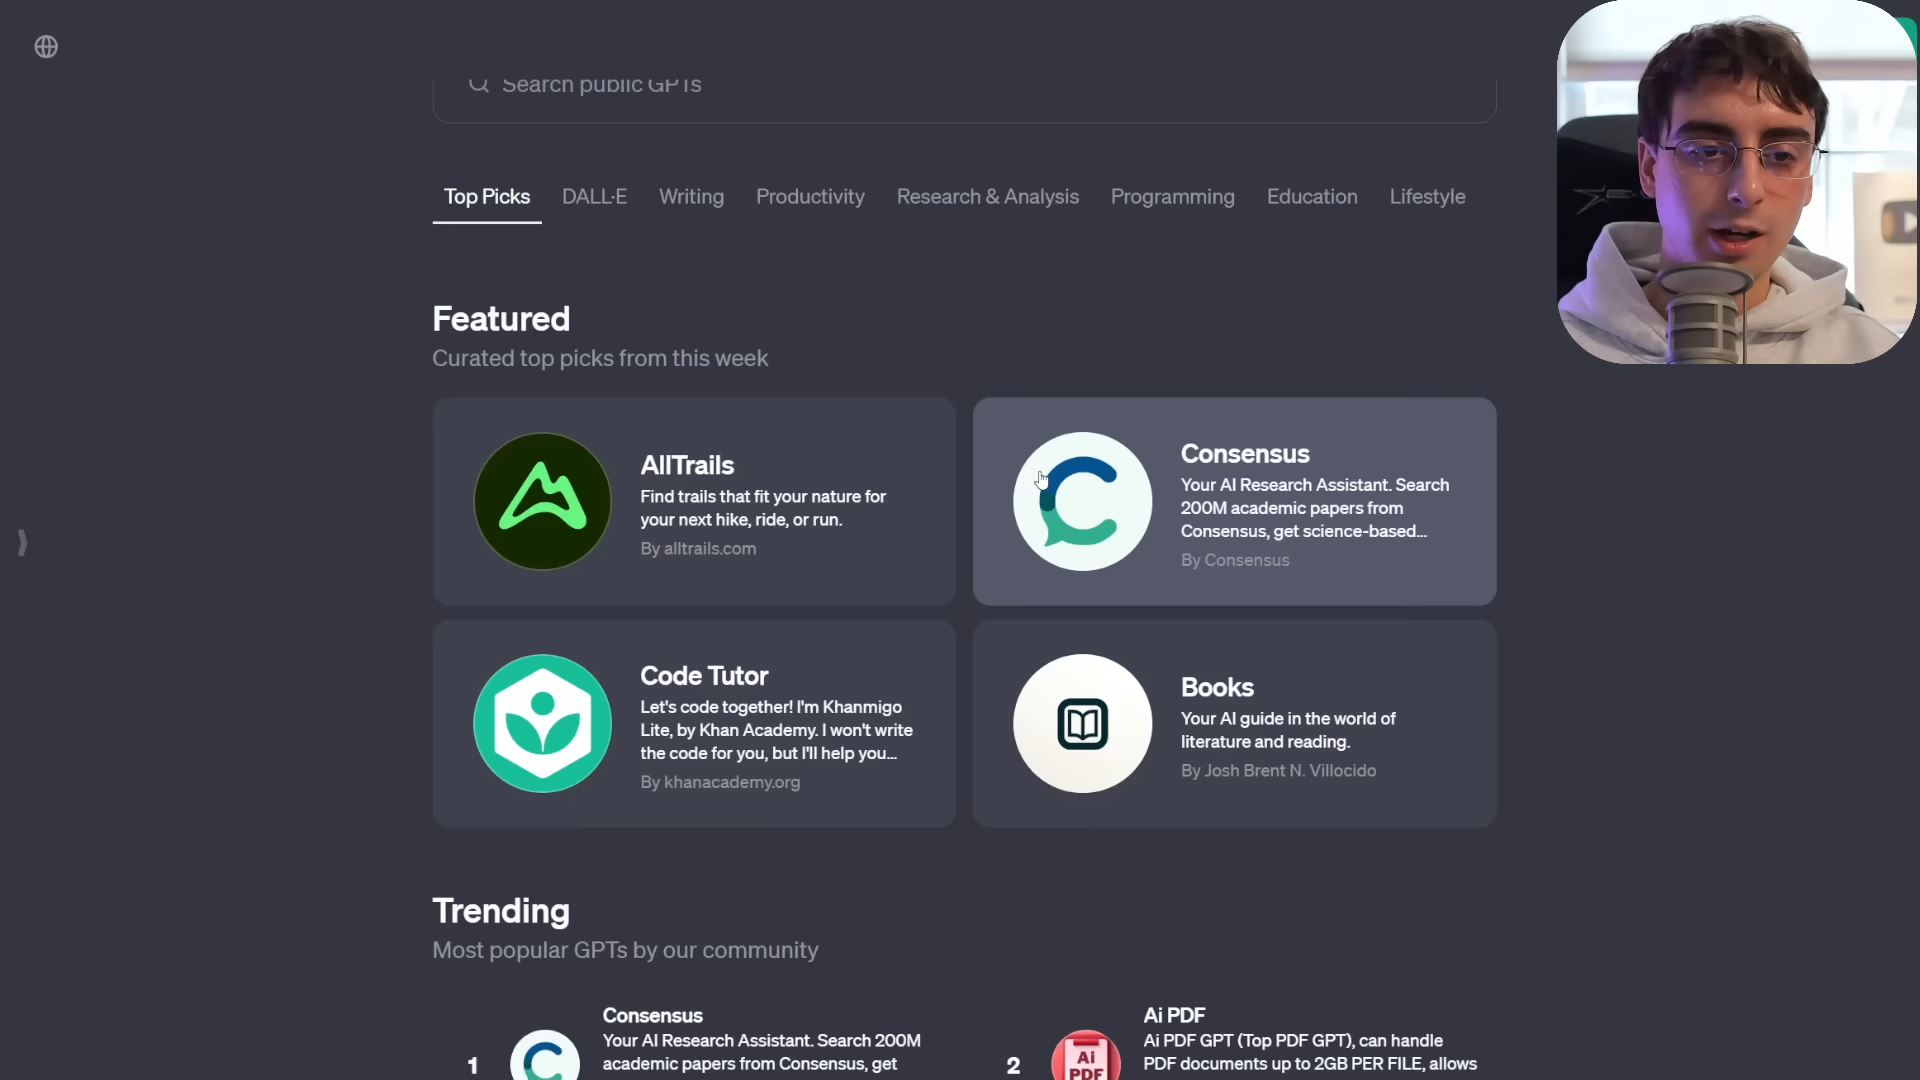 Search public GPTs
Top Picks DALL·E Writing Productivity Research & Analysis Programming Education Lifestyle
Featured
Curated top picks from this week
AllTrails
Find trails that fit your nature for
your next hike, ride, or run.
By alltrails.com
Consensus
Your AI Research Assistant. Search
200M academic papers from
Consensus, get science-based...
By Consensus
Code Tutor
Let's code together! I'm Khanmigo
Lite, by Khan Academy. I won't write
the code for you, but I'll help you...
By khanacademy.org
Books
Your AI guide in the world of
literature and reading.
By Josh Brent N. Villocido
Trending
Most popular GPTs by our community
1
Consensus
Your AI Research Assistant. Search 200M
academic papers from Consensus, get
2
Ai
PDF
Ai PDF
Ai PDF GPT (Top PDF GPT), can handle
PDF documents up to 2GB PER FILE, allows